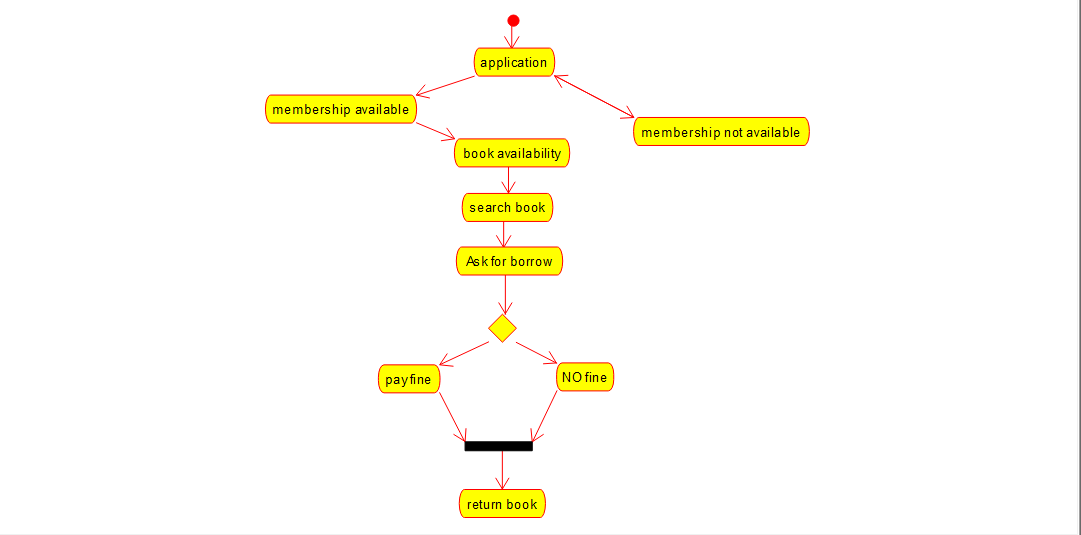 application
membership available
membership not available
book availability
search book
Ask for borrow
pay fine
NO fine
return book